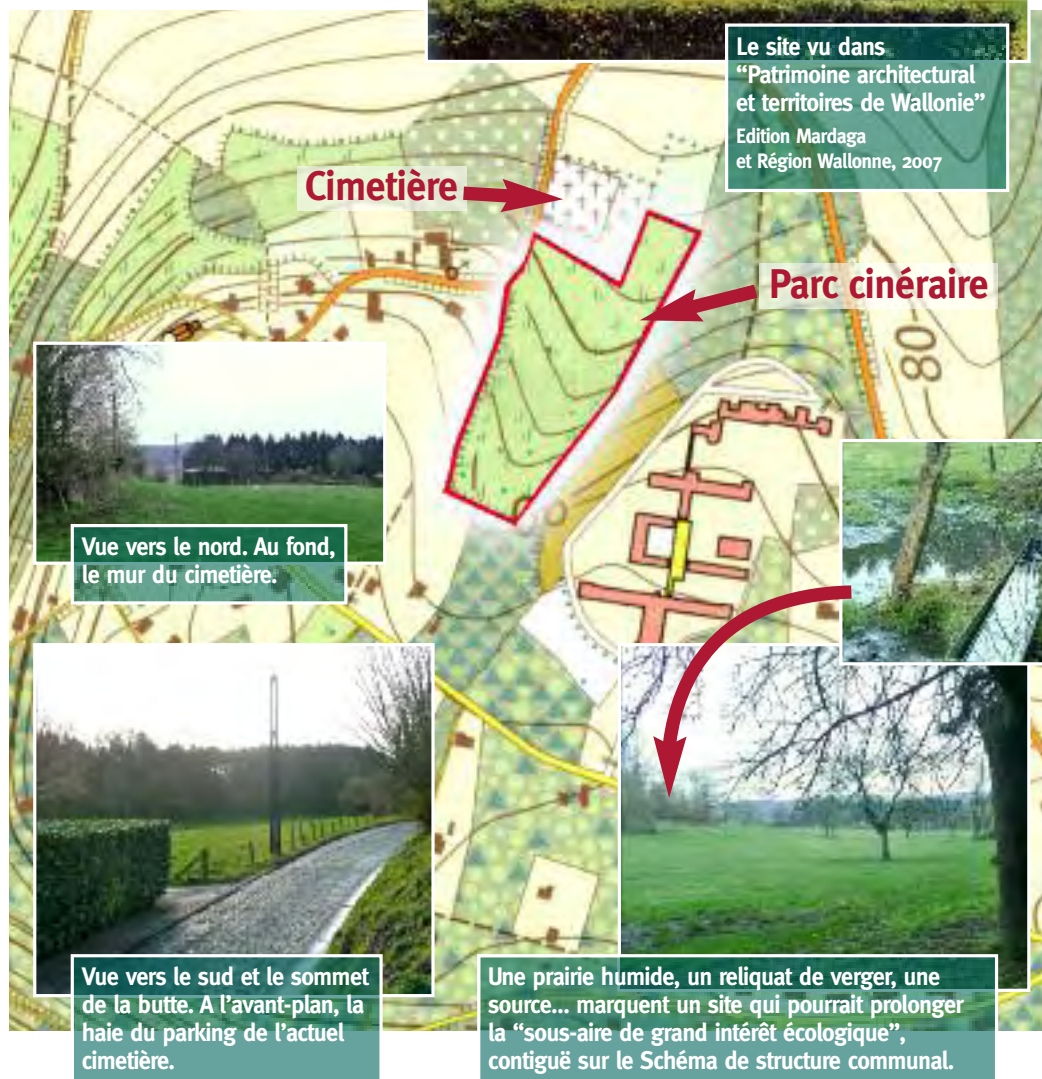 Le site vu dans
“Patrimoine architectural
et territoires de Wallonie”
Edition Mardaga
et Région Wallonne, 2007
Cimetière
Parc cinéraire
80
Vue vers le nord. Au fond,
le mur du cimetière.
Vue vers le sud et le sommet
de la butte. A l’avant-plan, la
haie du parking de l’actuel
cimetière.
Une prairie humide, un reliquat de verger, une
source... marquent un site qui pourrait prolonger
la “sous-aire de grand intérêt écologique”,
contiguë sur le Schéma de structure communal.